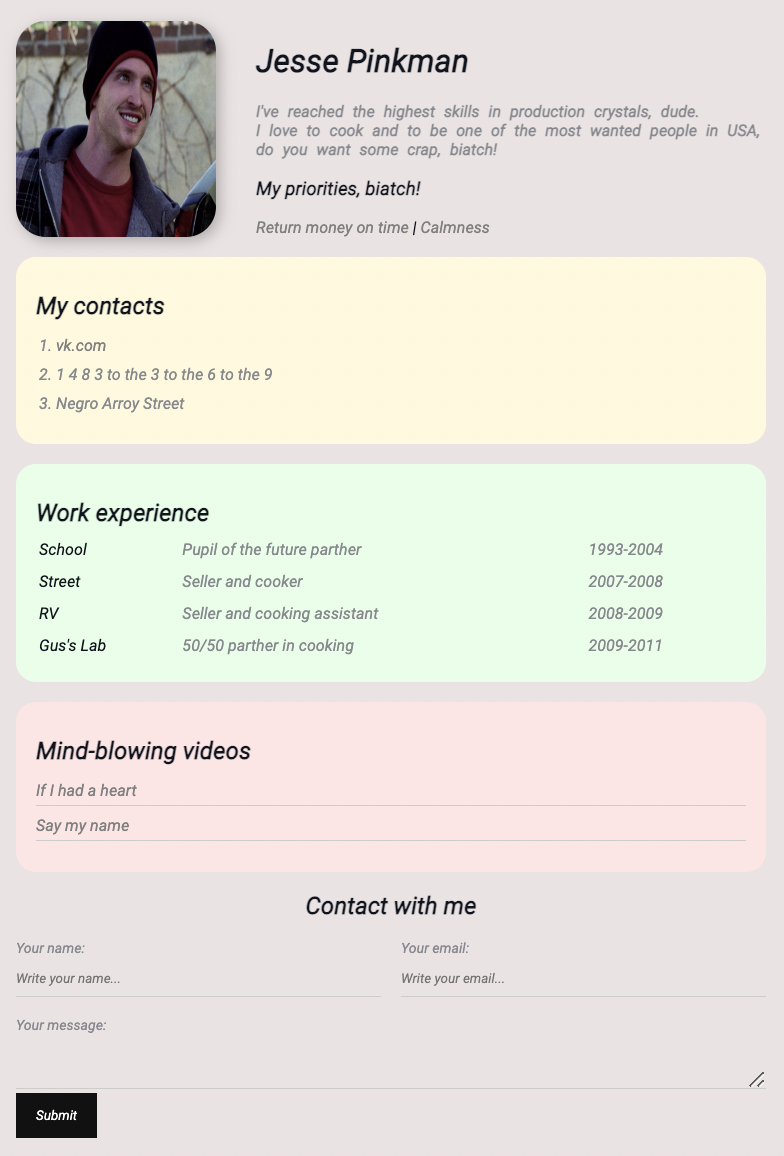 Jesse Pinkman
I've reached the highest skills in production crystals, dude.
I love to cook and to be one of the most wanted people in USA,
do you want some crap, biatch!
My priorities, biatch!
Return money on time | Calmness
My contacts
1. vk.com
2. 1 4 8 3 to the 3 to the 6 to the 9
3. Negro Arroy Street
Work experience
School Pupil of the future parther 1993-2004
Street Seller and cooker 2007-2008
RV Seller and cooking assistant 2008-2009
Gus's Lab 50/50 parther in cooking 2009-2011
Mind-blowing videos
If I had a heart
Say my name
Contact with me
Your name: Your email:
Write your name... Write your email...
Your message:
Submit